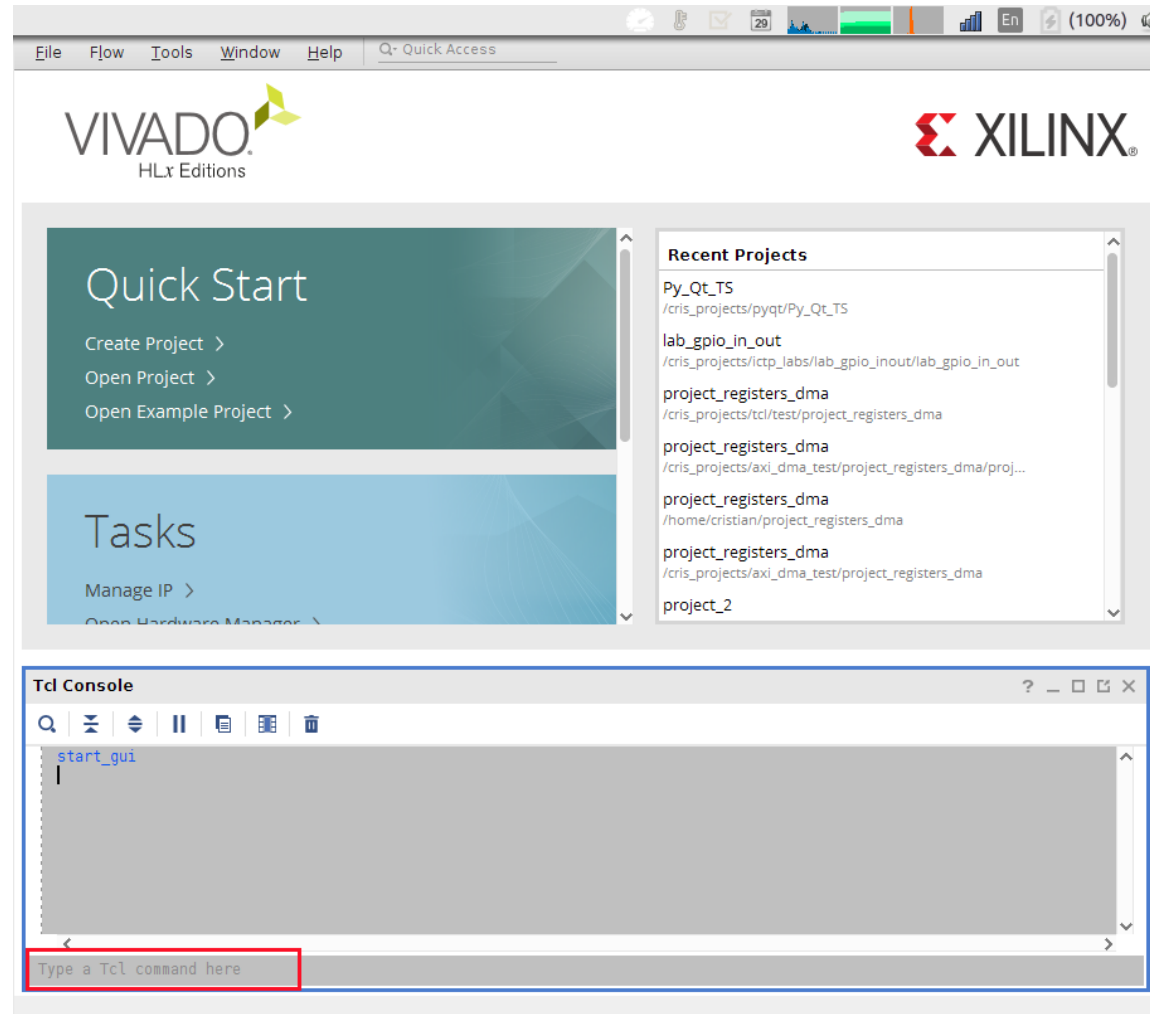 29
En
(100%)
File Flow Tools Window Help Quick Access
VIVADO.
HLx Editions
XILINX®
Quick Start
Create Project >
Open Project >
Open Example Project >
Tasks
Manage IP >
Open Hardware Manager >
Recent Projects
Py_Qt_TS
/cris_projects/pyqt/Py_Qt_TS
lab_gpio_in_out
/cris_projects/ictp_labs/lab_gpio_inout/lab_gpio_in_out
project_registers_dma
/cris_projects/tcl/test/project_registers_dma
project_registers_dma
/cris_projects/axi_dma_test/project_registers_dma/proj...
project_registers_dma
/home/cristian/project_registers_dma
project_registers_dma
/cris_projects/axi_dma_test/project_registers_dma
project_2
Tcl Console
start_gui
Type a Tcl command here